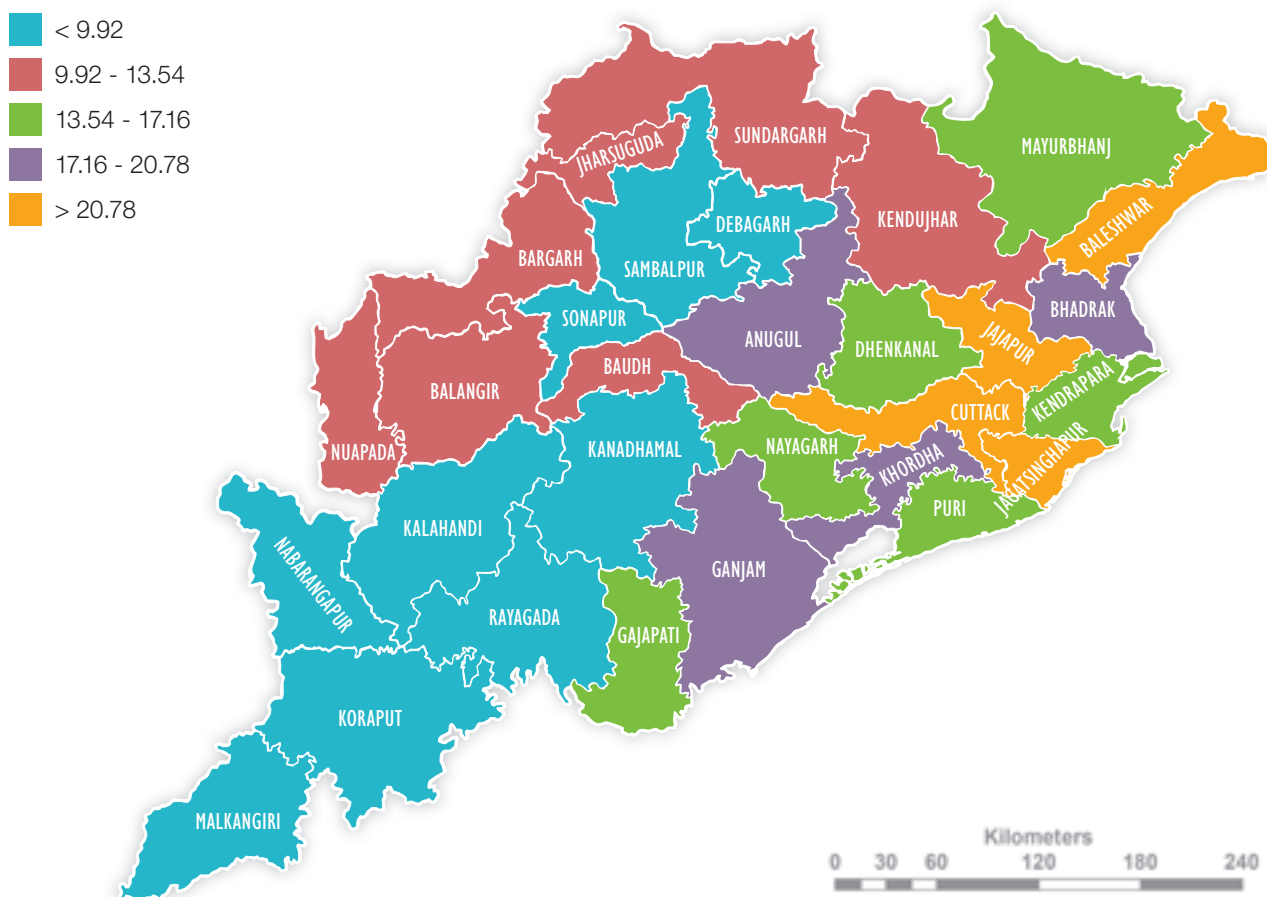 < 9.92
9.92 - 13.54
13.54 - 17.16
17.16 - 20.78
> 20.78
MAYURBHANJ
SUNDARGARH
JHARSUGUDA
KENDUJHAR
BALESHWAR
DEBAGARH
BARGARH
SAMBALPUR
BHADRAK
SONAPUR
ANUGUL
DHENKANAL
JAJAPUR
BAUDH
BALANGIR
KENDRAPARA
CUTTACK
NUAPADA
KANADHAMAL
NAYAGARH
KHORDHA
JAGATSINGHAPUR
PURI
KALAHANDI
NABARANGAPUR
GANJAM
RAYAGADA
GAJAPATI
KORAPUT
MALKANGIRI
Kilometers
0 30 60 120 180 240